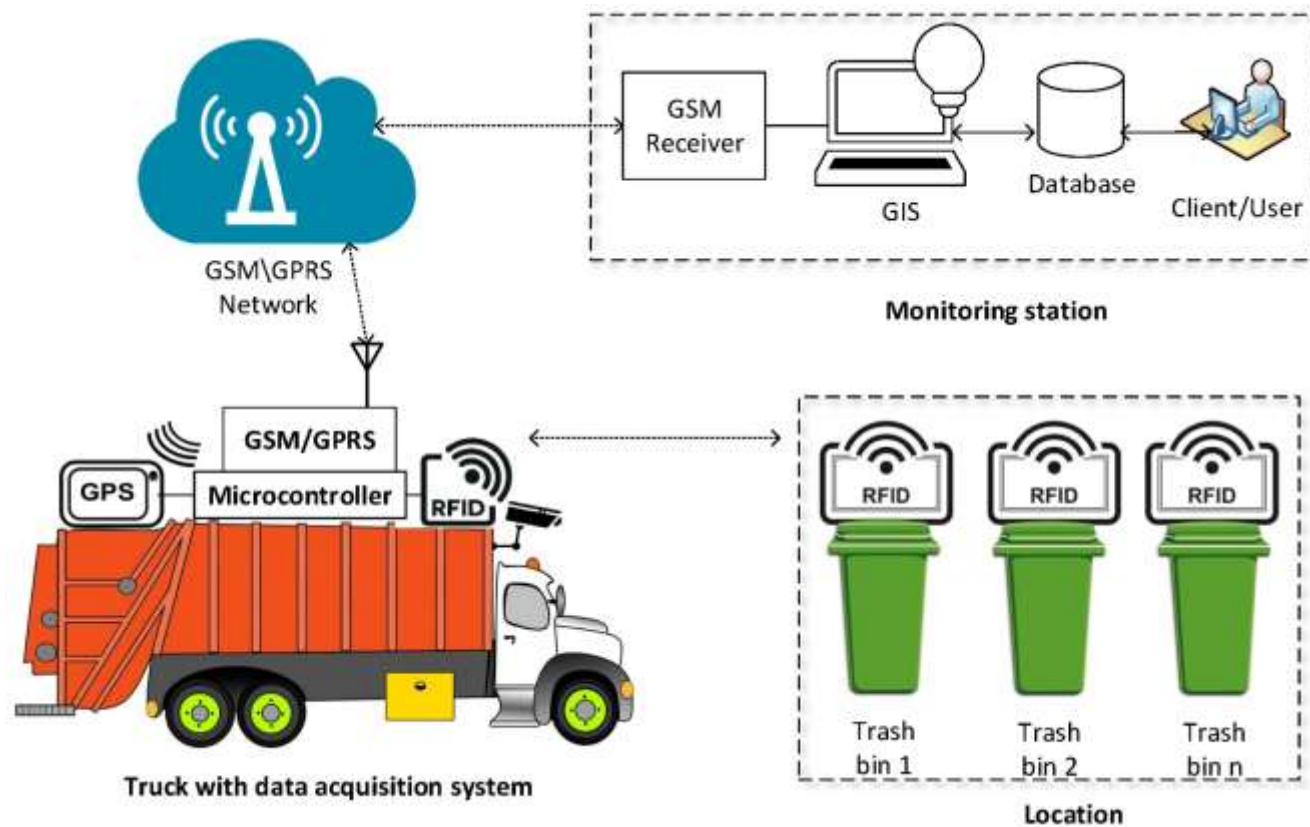 GSM
Receiver
GIS
Database
Client/User
Monitoring station
GSM\GPRS
Network
GSM/GPRS
GPS
Microcontroller
RFID
Truck with data acquisition system
RFID
RFID
RFID
Trash
bin 1
Trash
bin 2
Trash
bin n
Location